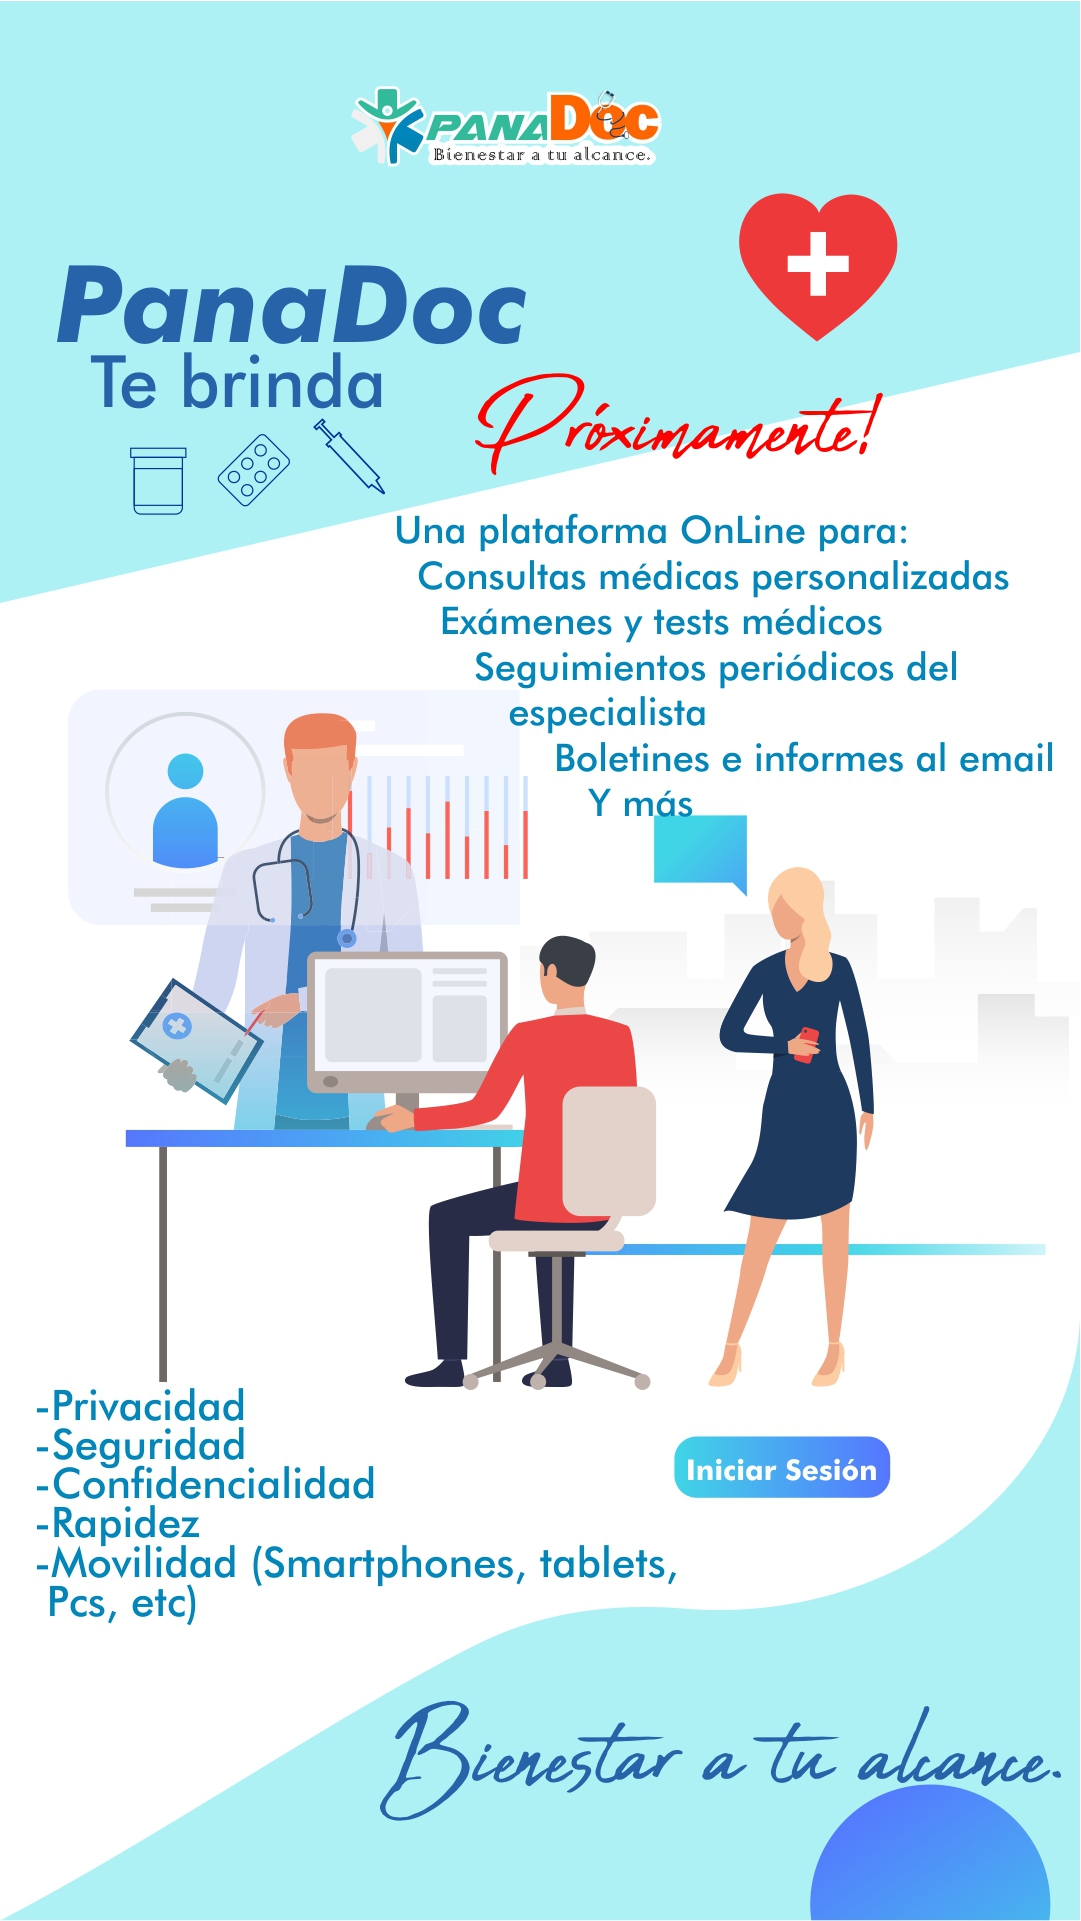 PANADoc
Bienestar a tu alcance.
PanaDoc
Te brinda
Próximamente!
Una plataforma OnLine para:
Consultas médicas personalizadas
Exámenes y tests médicos
Seguimientos periódicos del
especialista
Boletines e informes al email
Y más
-Privacidad
-Seguridad
-Confidencialidad
-Rapidez
-Movilidad (Smartphones, tablets,
Pcs, etc)
Iniciar Sesión
Bienestar a tu alcance.